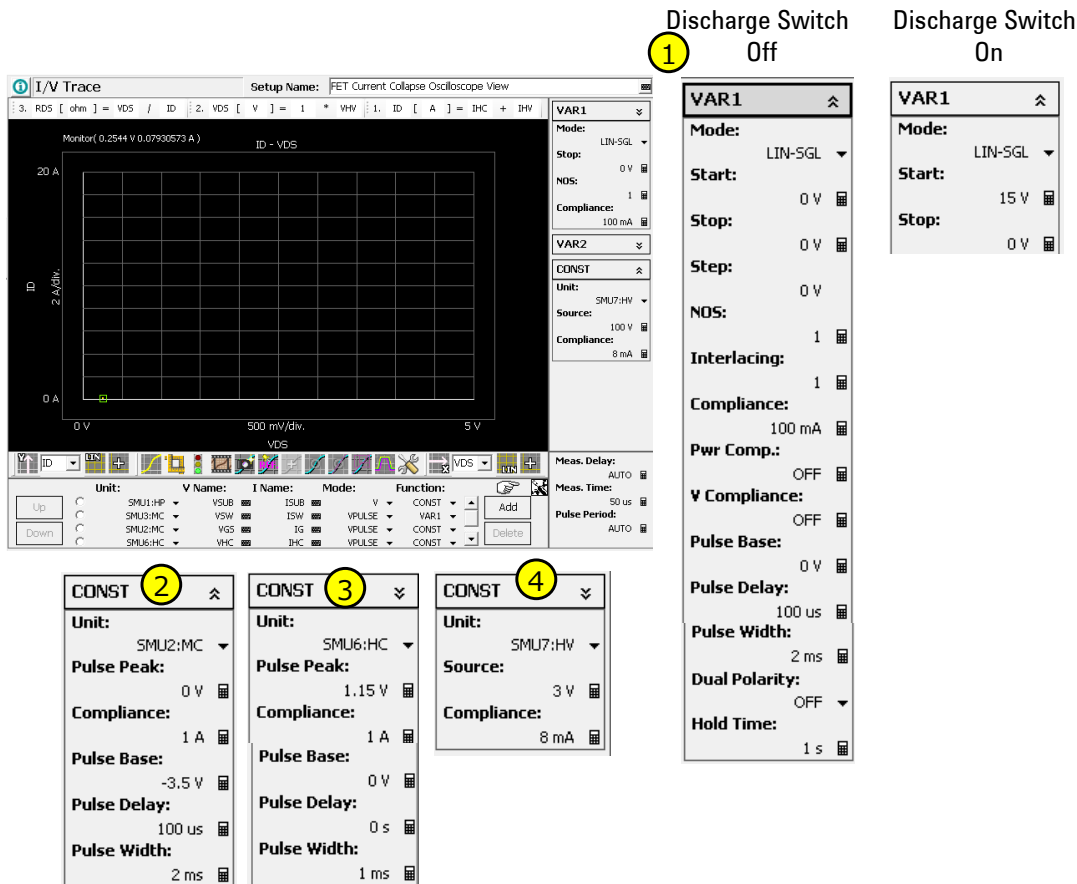 Discharge Switch
Off
Discharge Switch
On
1
I/V Trace
Setup Name: FET Current Collapse Oscilloscope View
3. RDS [ ohm ] = VDS / ID
2. VDS [ V ] = 1 * VHV
1. ID [ A ] = IHC + IHV
Monitor( 0.2544 V 0.07930573 A )
ID - VDS
20 A
ID
2 A/div.
0 A
0 V
500 mV/div.
5 V
VDS
VAR1
Mode:
LIN-SGL
Stop:
0 V
NOS:
1
Compliance:
100 mA
VAR2
CONST
Unit:
SMU7:HV
Source:
100 V
Compliance:
8 mA
Y
ID
LIN
X
VDS
LIN
Meas. Delay:
AUTO
Meas. Time:
50 us
Pulse Period:
AUTO
Unit: V Name: I Name: Mode: Function:
SMU1:HP VSUB ISUB V CONST
SMU3:MC VSW ISW VPULSE VAR1
SMU2:MC VGS IG VPULSE CONST
SMU6:HC VHC IHC VPULSE CONST
Up
Down
Add
Delete
VAR1
Mode:
LIN-SGL
Start:
0 V
Stop:
0 V
Step:
0 V
NOS:
1
Interlacing:
1
Compliance:
100 mA
Pwr Comp.:
OFF
V Compliance:
OFF
Pulse Base:
0 V
Pulse Delay:
100 us
Pulse Width:
2 ms
Dual Polarity:
OFF
Hold Time:
1 s
VAR1
Mode:
LIN-SGL
Start:
15 V
Stop:
0 V
CONST 2
Unit:
SMU2:MC
Pulse Peak:
0 V
Compliance:
1 A
Pulse Base:
-3.5 V
Pulse Delay:
100 us
Pulse Width:
2 ms
CONST 3
Unit:
SMU6:HC
Pulse Peak:
1.15 V
Compliance:
1 A
Pulse Base:
0 V
Pulse Delay:
0 s
Pulse Width:
1 ms
CONST 4
Unit:
SMU7:HV
Source:
3 V
Compliance:
8 mA